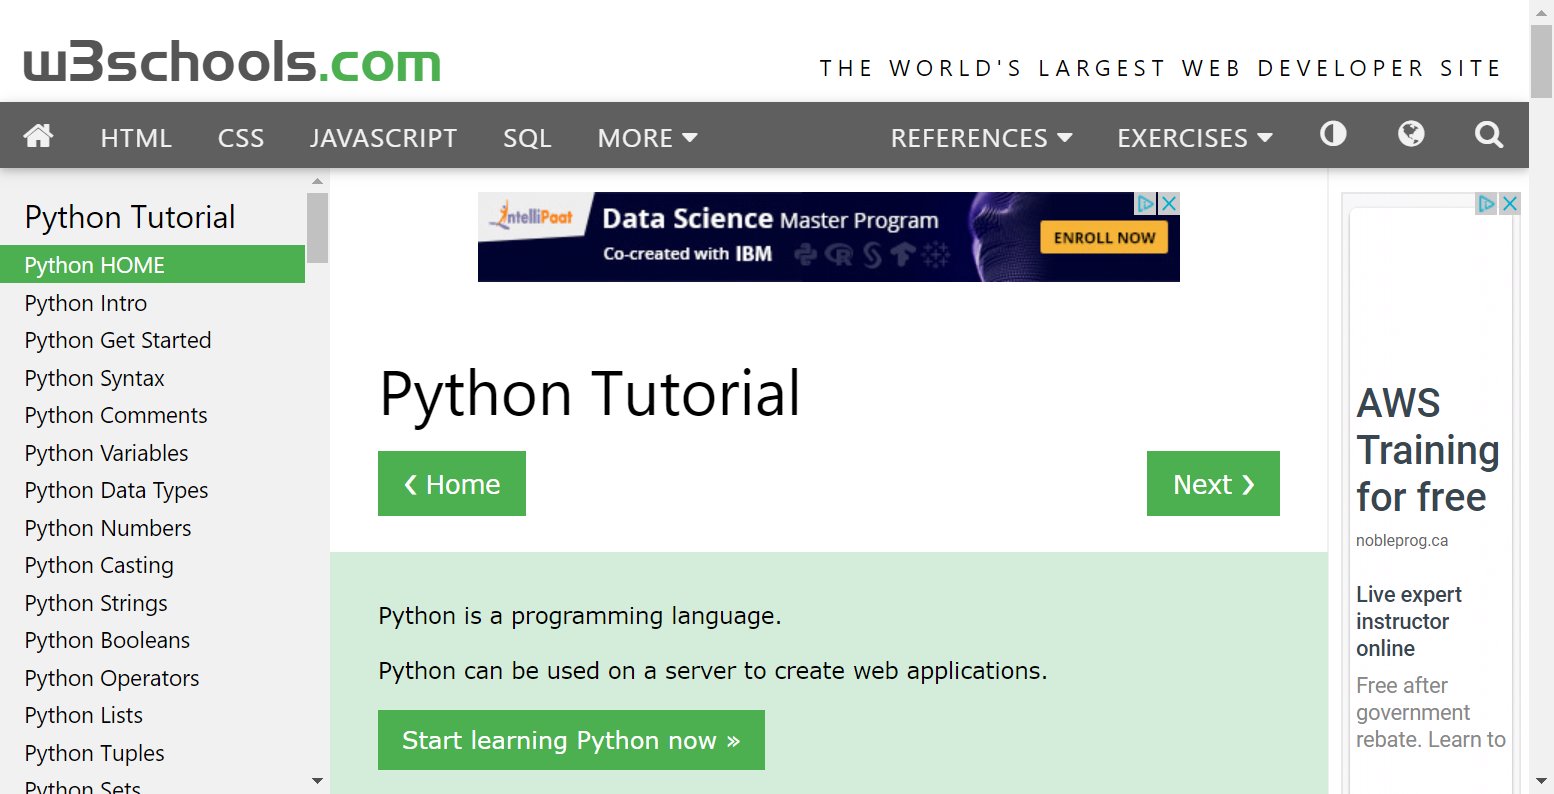 w3schools.com
THE WORLD'S LARGEST WEB DEVELOPER SITE
HTML CSS JAVASCRIPT SQL MORE REFERENCES EXERCISES
Python Tutorial
Python HOME
Python Intro
Python Get Started
Python Syntax
Python Comments
Python Variables
Python Data Types
Python Numbers
Python Casting
Python Strings
Python Booleans
Python Operators
Python Lists
Python Tuples
Python Sets
IntelliPaat
Data Science Master Program
Co-created with IBM
ENROLL NOW
Python Tutorial
❮ Home
Next ❯
Python is a programming language.
Python can be used on a server to create web applications.
Start learning Python now »
AWS
Training
for free
nobleprog.ca
Live expert
instructor
online
Free after
government
rebate. Learn to